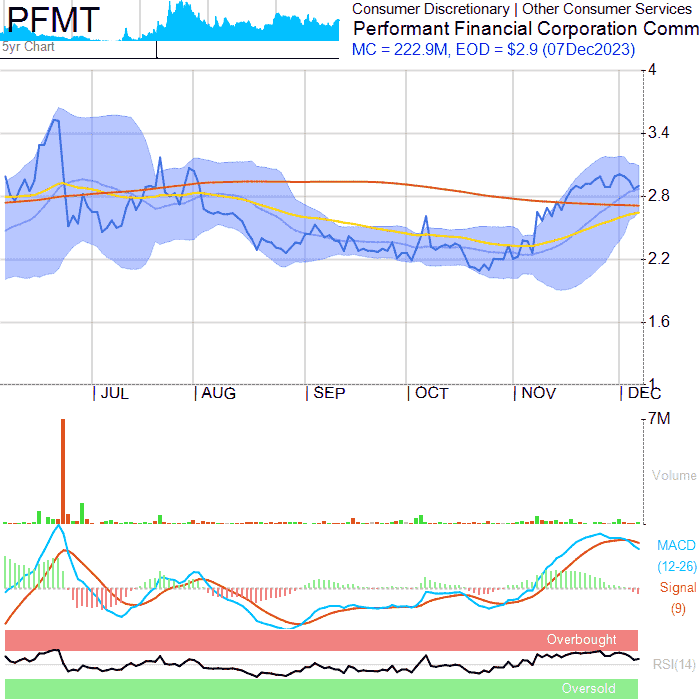 PFMT
5yr Chart
Consumer Discretionary | Other Consumer Services
Performant Financial Corporation Comm
MC = 222.9M, EOD = $2.9 (07Dec2023)
4
3.4
2.8
2.2
1.6
1
JUL
AUG
SEP
OCT
NOV
DEC
7M
Volume
MACD
(12-26)
Signal
(9)
Overbought
RSI(14)
Oversold